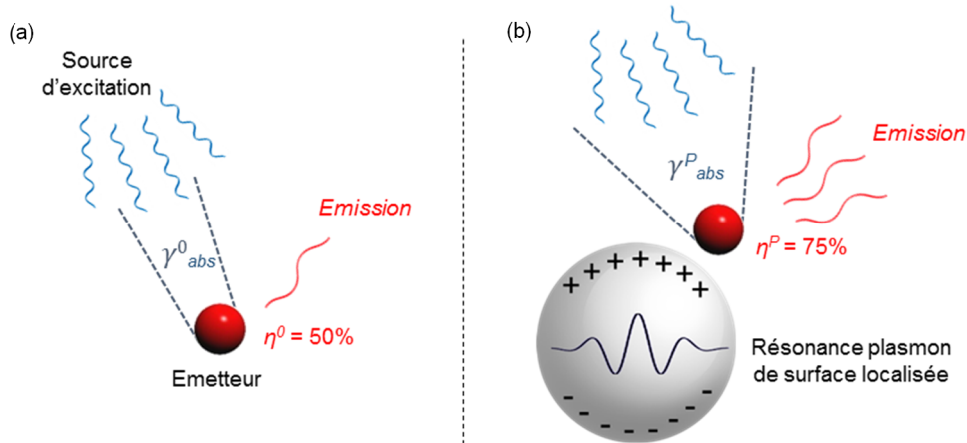 (a)
Source
d'excitation
γ⁰abs
Emission
η⁰ = 50%
Emetteur
(b)
Emission
γᴾabs
ηᴾ = 75%
+ + + + + + + +
Résonance plasmon
de surface localisée
- - - - - - - -